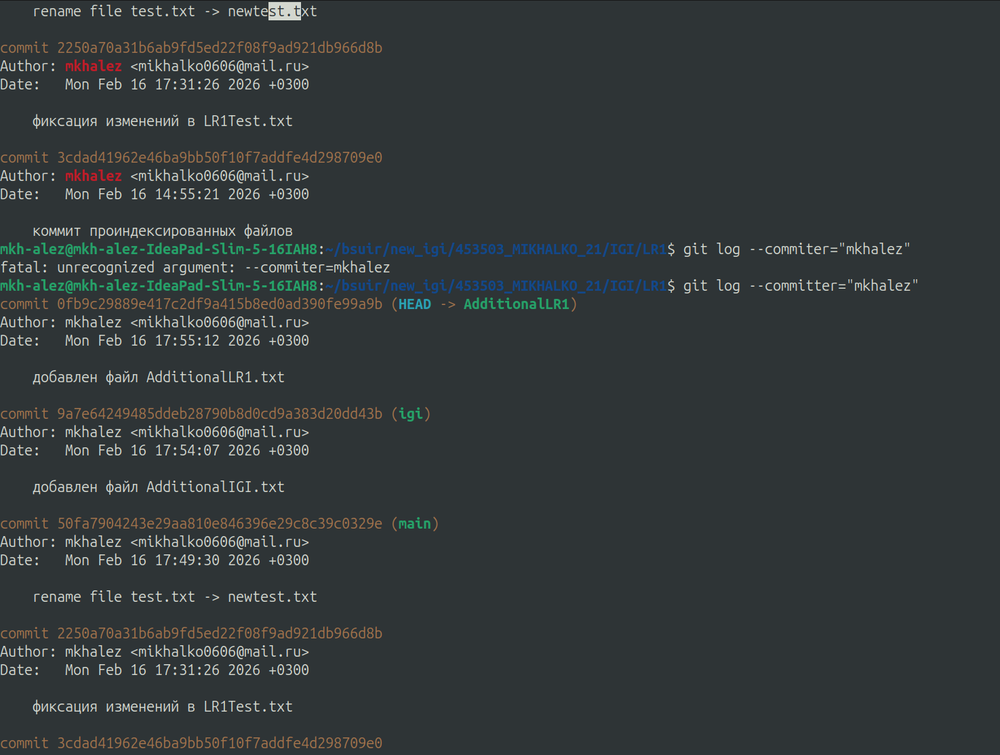 rename file test.txt -> newtest.txt
commit 2250a70a31b6ab9fd5ed22f08f9ad921db966d8b
Author: mkhalez <mikhalko0606@mail.ru>
Date:   Mon Feb 16 17:31:26 2026 +0300
фиксация изменений в LR1Test.txt
commit 3cdad41962e46ba9bb50f10f7addfe4d298709e0
Author: mkhalez <mikhalko0606@mail.ru>
Date:   Mon Feb 16 14:55:21 2026 +0300
коммит проиндексированных файлов
mkh-alez@mkh-alez-IdeaPad-Slim-5-16IAH8:~/bsuir/new_igi/453503_MIKHALKO_21/IGI/LR1$ git log --commiter="mkhalez"
fatal: unrecognized argument: --commiter=mkhalez
mkh-alez@mkh-alez-IdeaPad-Slim-5-16IAH8:~/bsuir/new_igi/453503_MIKHALKO_21/IGI/LR1$ git log --committer="mkhalez"
commit 0fb9c29889e417c2df9a415b8ed0ad390fe99a9b (HEAD -> AdditionalLR1)
Author: mkhalez <mikhalko0606@mail.ru>
Date:   Mon Feb 16 17:55:12 2026 +0300
добавлен файл AdditionalLR1.txt
commit 9a7e64249485ddeb28790b8d0cd9a383d20dd43b (igi)
Author: mkhalez <mikhalko0606@mail.ru>
Date:   Mon Feb 16 17:54:07 2026 +0300
добавлен файл AdditionalIGI.txt
commit 50fa7904243e29aa810e846396e29c8c39c0329e (main)
Author: mkhalez <mikhalko0606@mail.ru>
Date:   Mon Feb 16 17:49:30 2026 +0300
rename file test.txt -> newtest.txt
commit 2250a70a31b6ab9fd5ed22f08f9ad921db966d8b
Author: mkhalez <mikhalko0606@mail.ru>
Date:   Mon Feb 16 17:31:26 2026 +0300
фиксация изменений в LR1Test.txt
commit 3cdad41962e46ba9bb50f10f7addfe4d298709e0